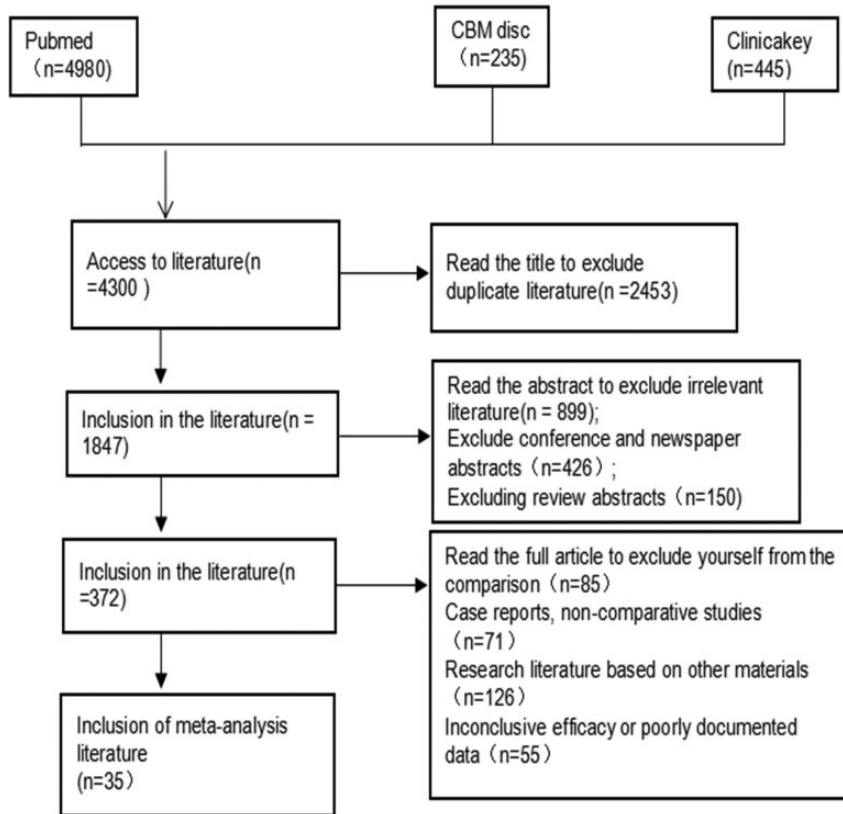 Pubmed
（n=4980)
CBM disc
（n=235)
Clinicakey
(n=445)
Access to literature(n
=4300 )
Read the title to exclude
duplicate literature(n =2453)
Inclusion in the literature(n =
1847)
Read the abstract to exclude irrelevant
literature(n = 899);
Exclude conference and newspaper
abstracts（n=426）;
Excluding review abstracts（n=150)
Inclusion in the literature(n
=372)
Read the full article to exclude yourself from the
comparison（n=85）
Case reports, non-comparative studies
（n=71）
Research literature based on other materials
（n=126）
Inconclusive efficacy or poorly documented
data（n=55）
Inclusion of meta-analysis
literature
(n=35）